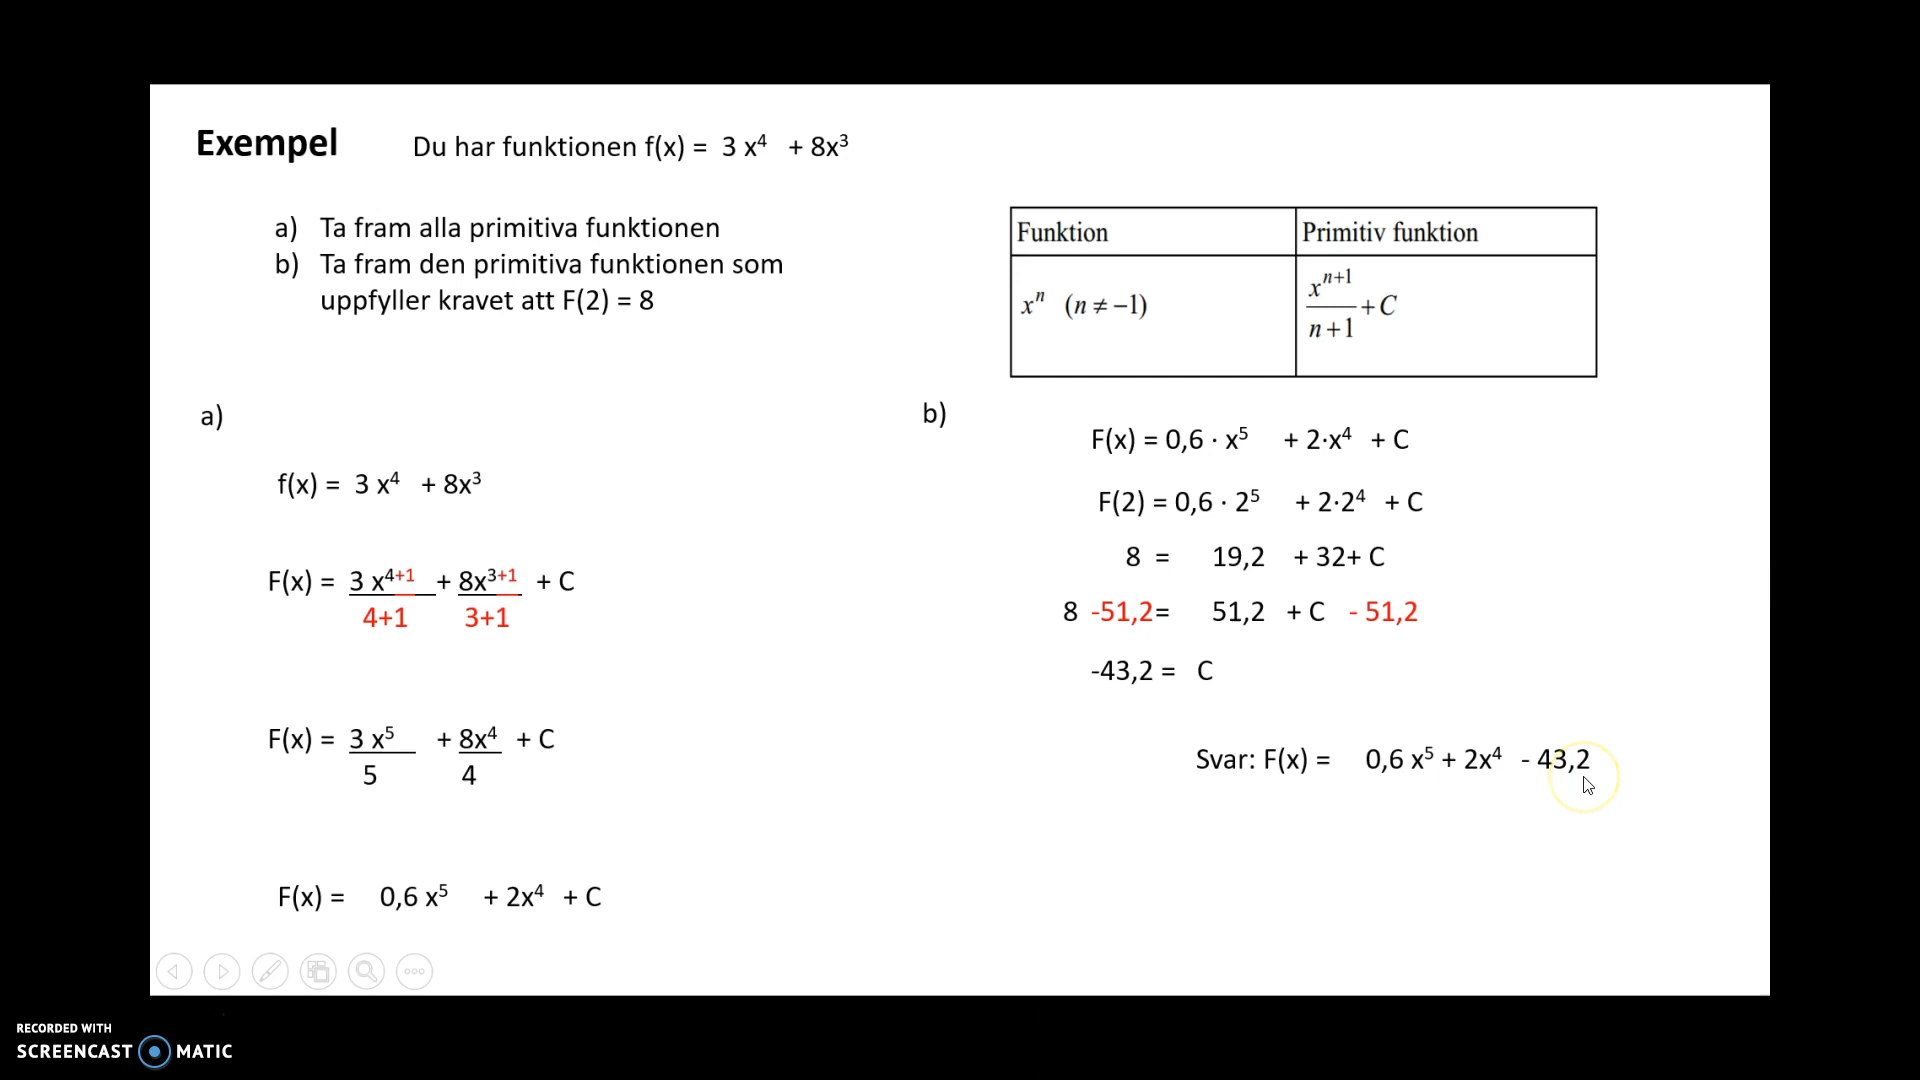 Exempel Du har funktionen f(x) = 3 x⁴ + 8x³
a) Ta fram alla primitiva funktionen
b) Ta fram den primitiva funktionen som
uppfyller kravet att F(2) = 8
Funktion Primitiv funktion
xⁿ (n ≠ −1) xⁿ⁺¹/n+1 + C
a)
f(x) = 3 x⁴ + 8x³
F(x) = 3 x⁴⁺¹ + 8x³⁺¹ + C
4+1 3+1
F(x) = 3 x⁵ + 8x⁴ + C
5 4
F(x) = 0,6 x⁵ + 2x⁴ + C
b)
F(x) = 0,6 · x⁵ + 2·x⁴ + C
F(2) = 0,6 · 2⁵ + 2·2⁴ + C
8 = 19,2 + 32+ C
8 -51,2= 51,2 + C - 51,2
-43,2 = C
Svar: F(x) = 0,6 x⁵ + 2x⁴ - 43,2
RECORDED WITH
SCREENCAST MATIC